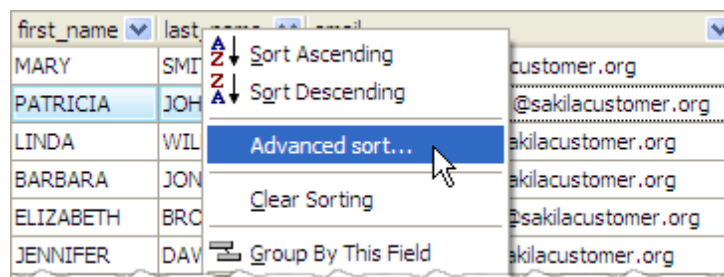 first_name last_name email
MARY SMIT customer.org
Sort Ascending
PATRICIA JOH @sakilacustomer.org
Sort Descending
LINDA WIL akilacustomer.org
Advanced sort...
BARBARA JON akilacustomer.org
Clear Sorting
ELIZABETH BRO @sakilacustomer.org
JENNIFER DAV akilacustomer.org
Group By This Field